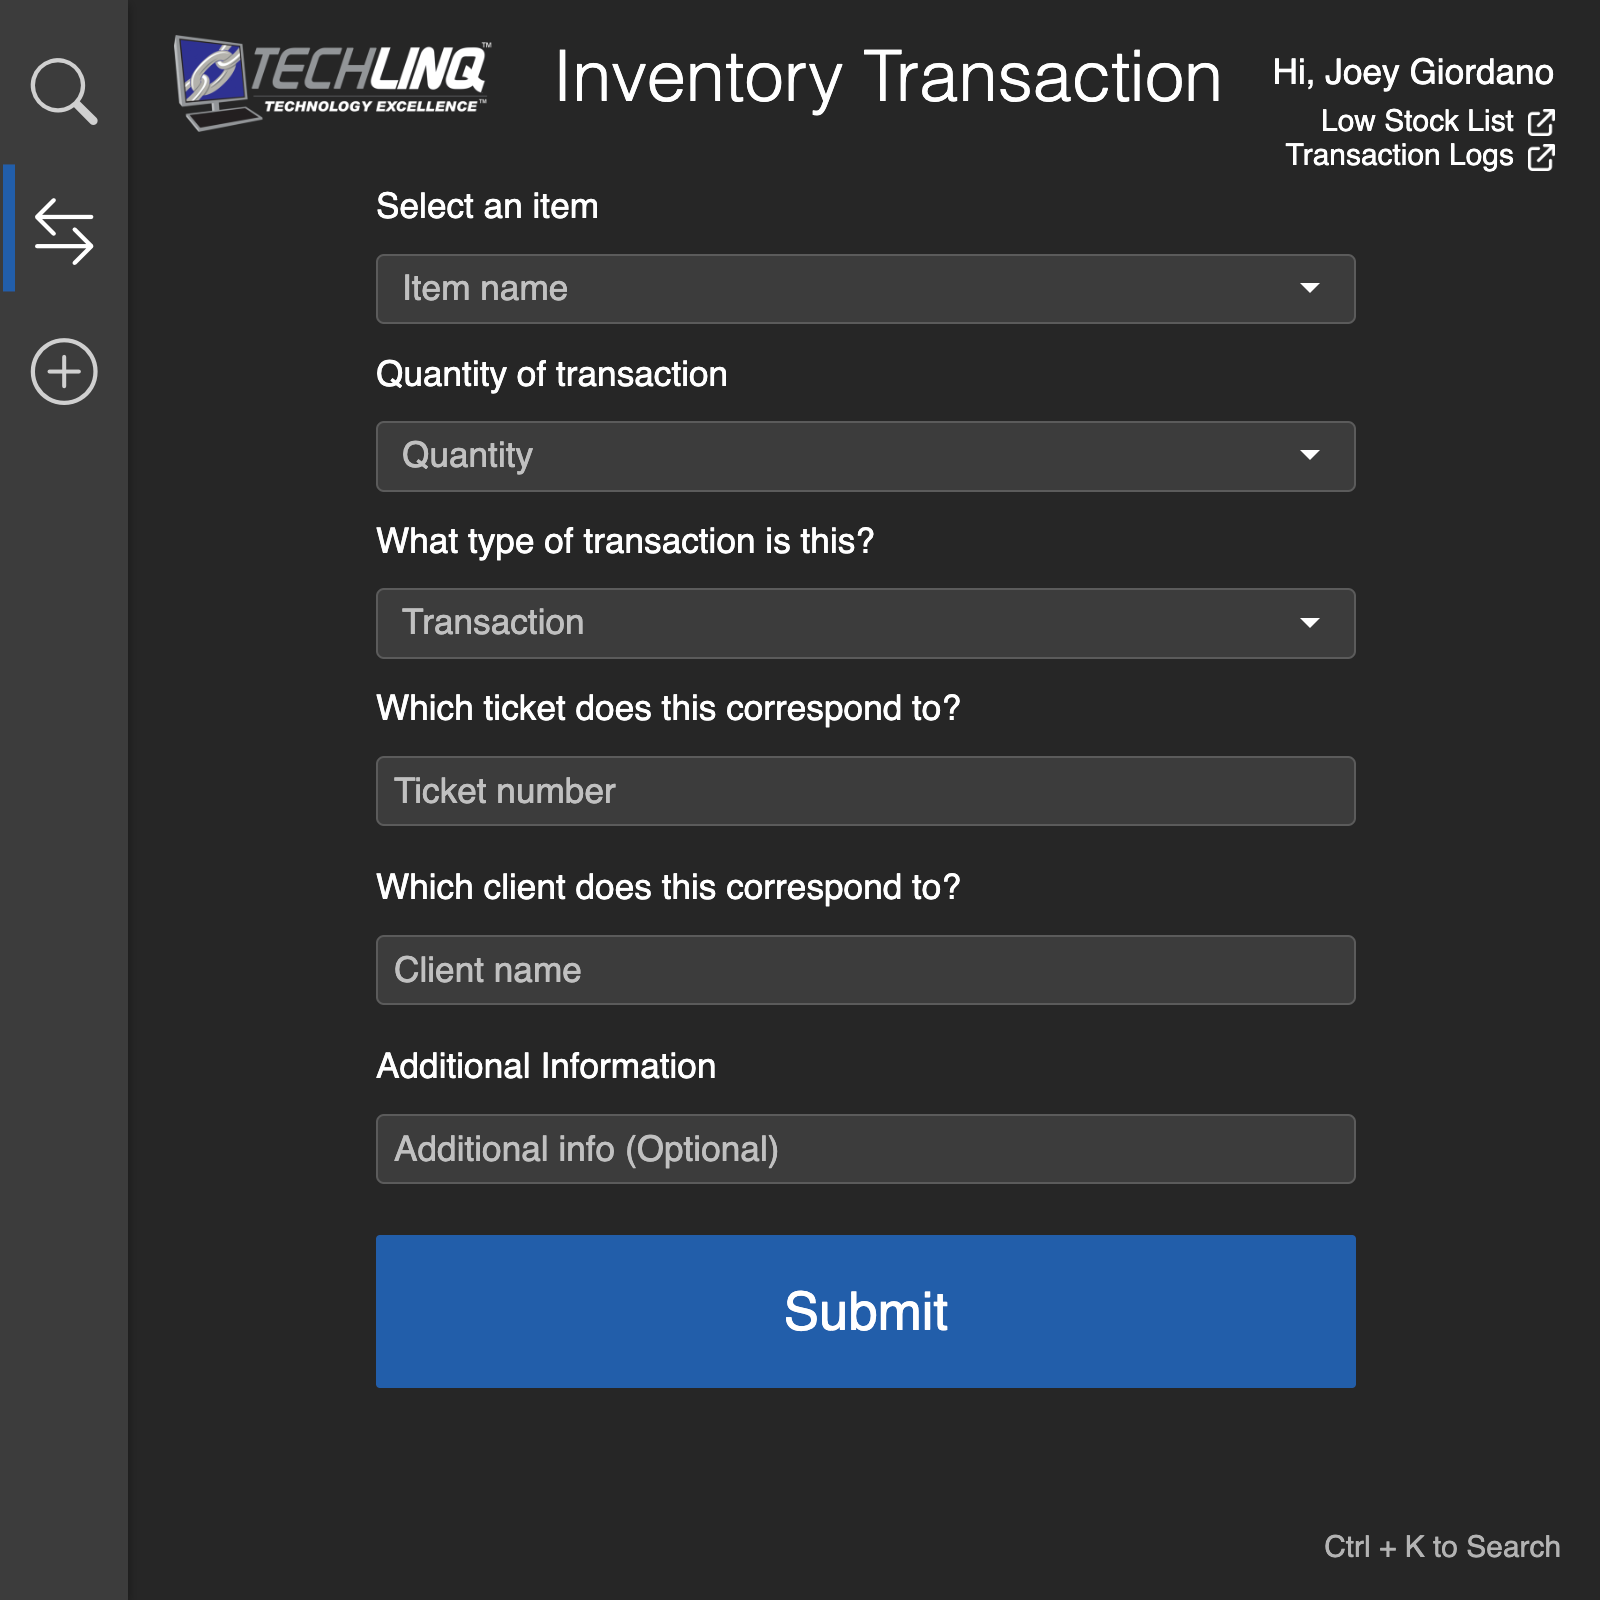 TECHLINQ™
TECHNOLOGY EXCELLENCE™
Inventory Transaction
Hi, Joey Giordano
Low Stock List
Transaction Logs
Select an item
Item name
Quantity of transaction
Quantity
What type of transaction is this?
Transaction
Which ticket does this correspond to?
Ticket number
Which client does this correspond to?
Client name
Additional Information
Additional info (Optional)
Submit
Ctrl + K to Search